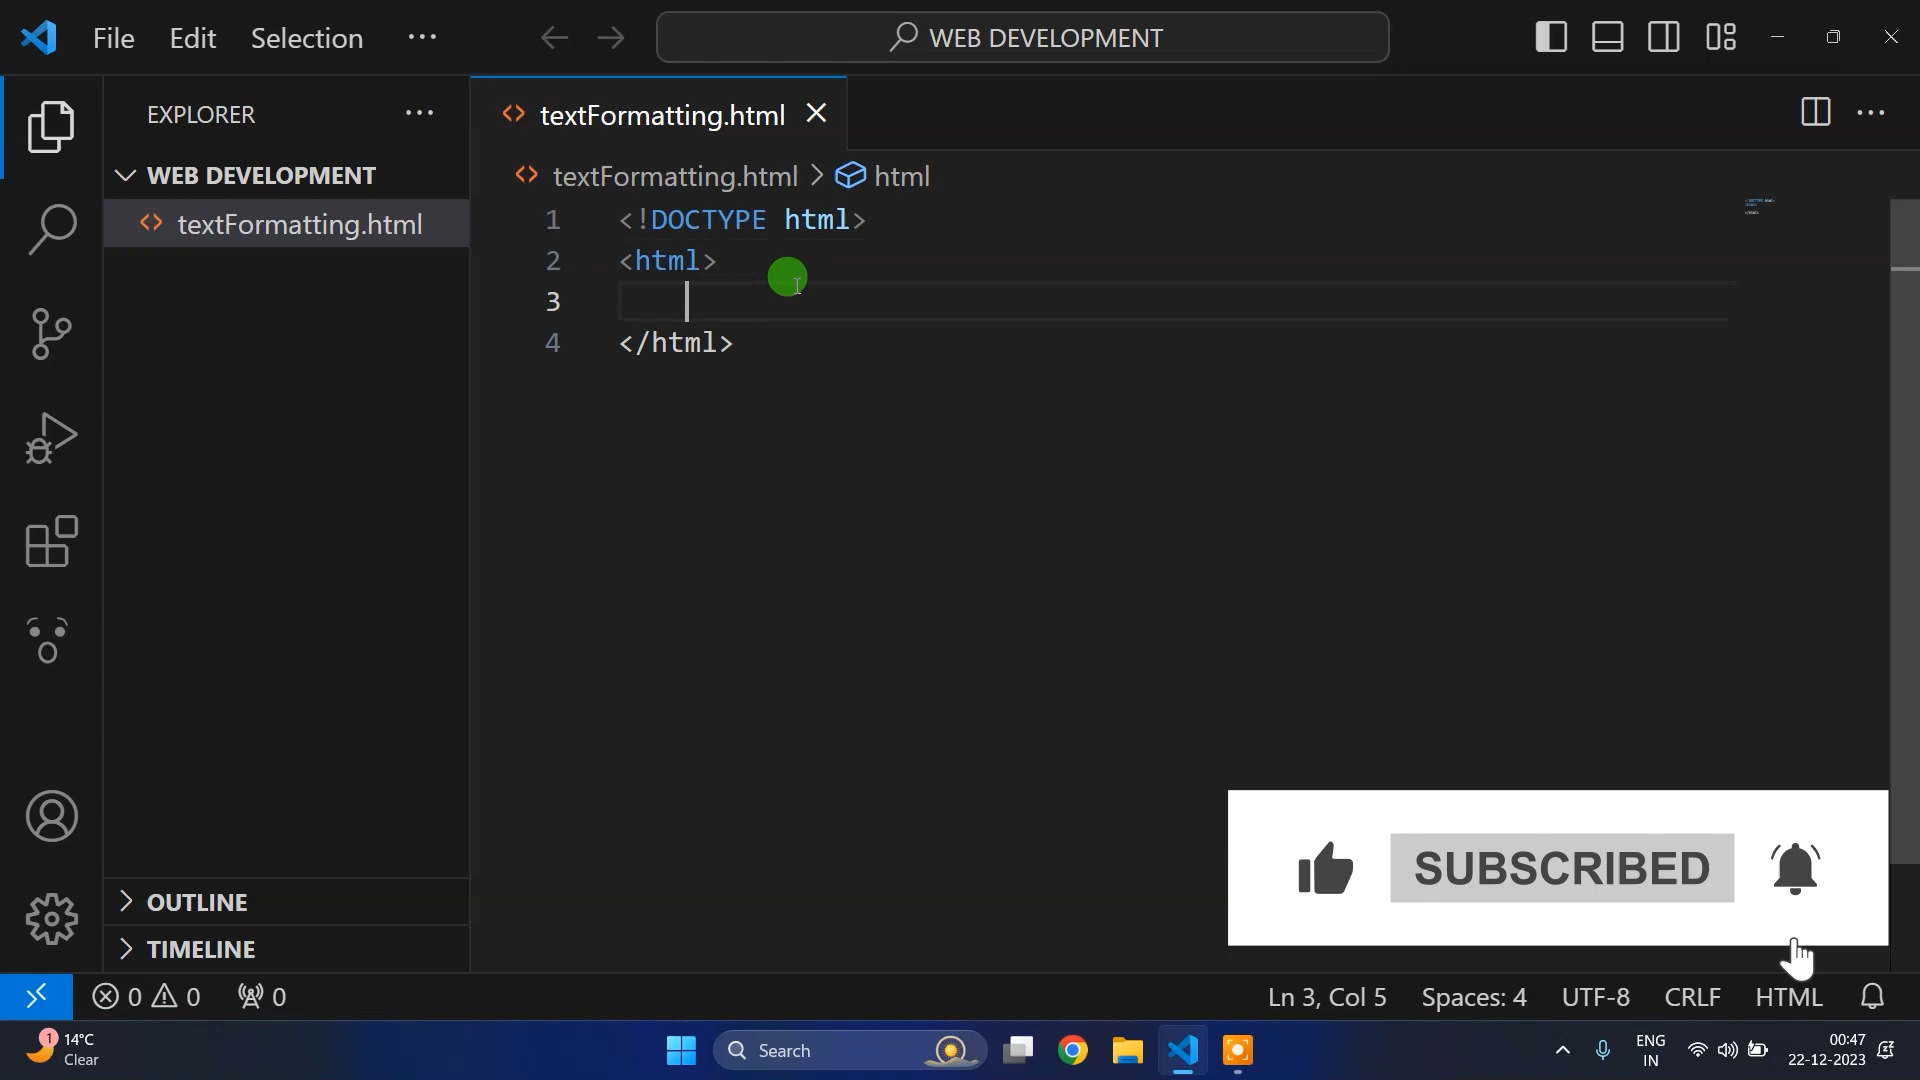 File Edit Selection ··· WEB DEVELOPMENT
EXPLORER ···
textFormatting.html
WEB DEVELOPMENT
textFormatting.html > html
textFormatting.html
1 <!DOCTYPE html>
2 <html>
3
4 </html>
SUBSCRIBED
OUTLINE
TIMELINE
0 0 0 Ln 3, Col 5 Spaces: 4 UTF-8 CRLF HTML
1 14°C
Clear
Search
ENG
IN
00:47
22-12-2023